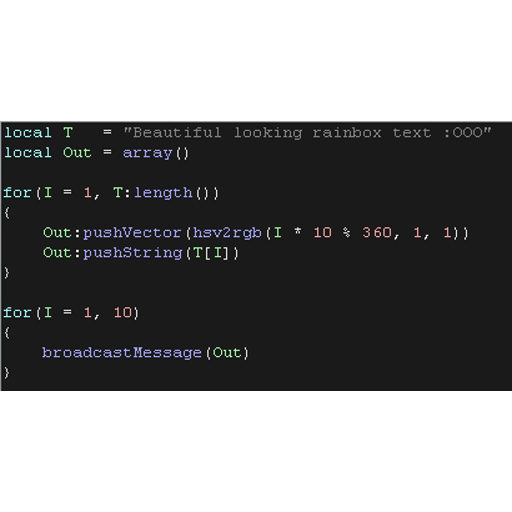 local T   = "Beautiful looking rainbox text :OOO"
local Out = array()

for(I = 1, T:length())
{
    Out:pushVector(hsv2rgb(I * 10 % 360, 1, 1))
    Out:pushString(T[I])
}

for(I = 1, 10)
{
    broadcastMessage(Out)
}